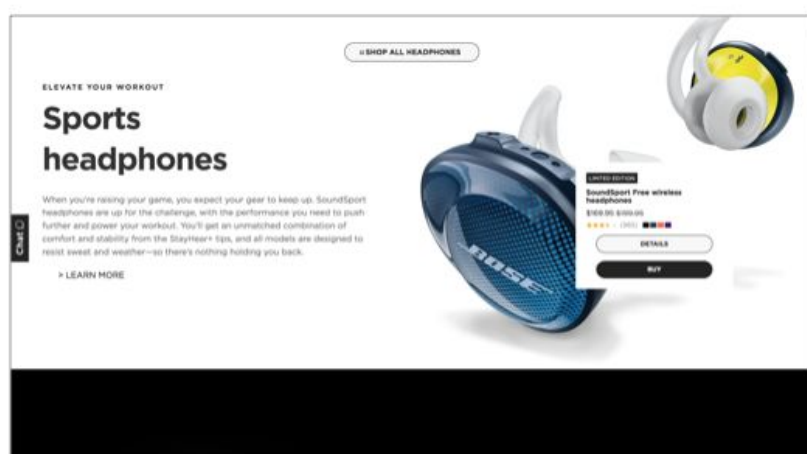 SHOP ALL HEADPHONES
ELEVATE YOUR WORKOUT
Sports
headphones
When you're raising your game, you expect your gear to keep up. SoundSport
headphones are up for the challenge, with the performance you need to push
further and power your workout. You'll get an unmatched combination of
comfort and stability from the StayHear+ tips, and all models are designed to
resist sweat and weather—so there's nothing holding you back.
> LEARN MORE
Chat
BOSE
LIMITED EDITION
SoundSport Free wireless
headphones
$169.95 $199.95
DETAILS
BUY